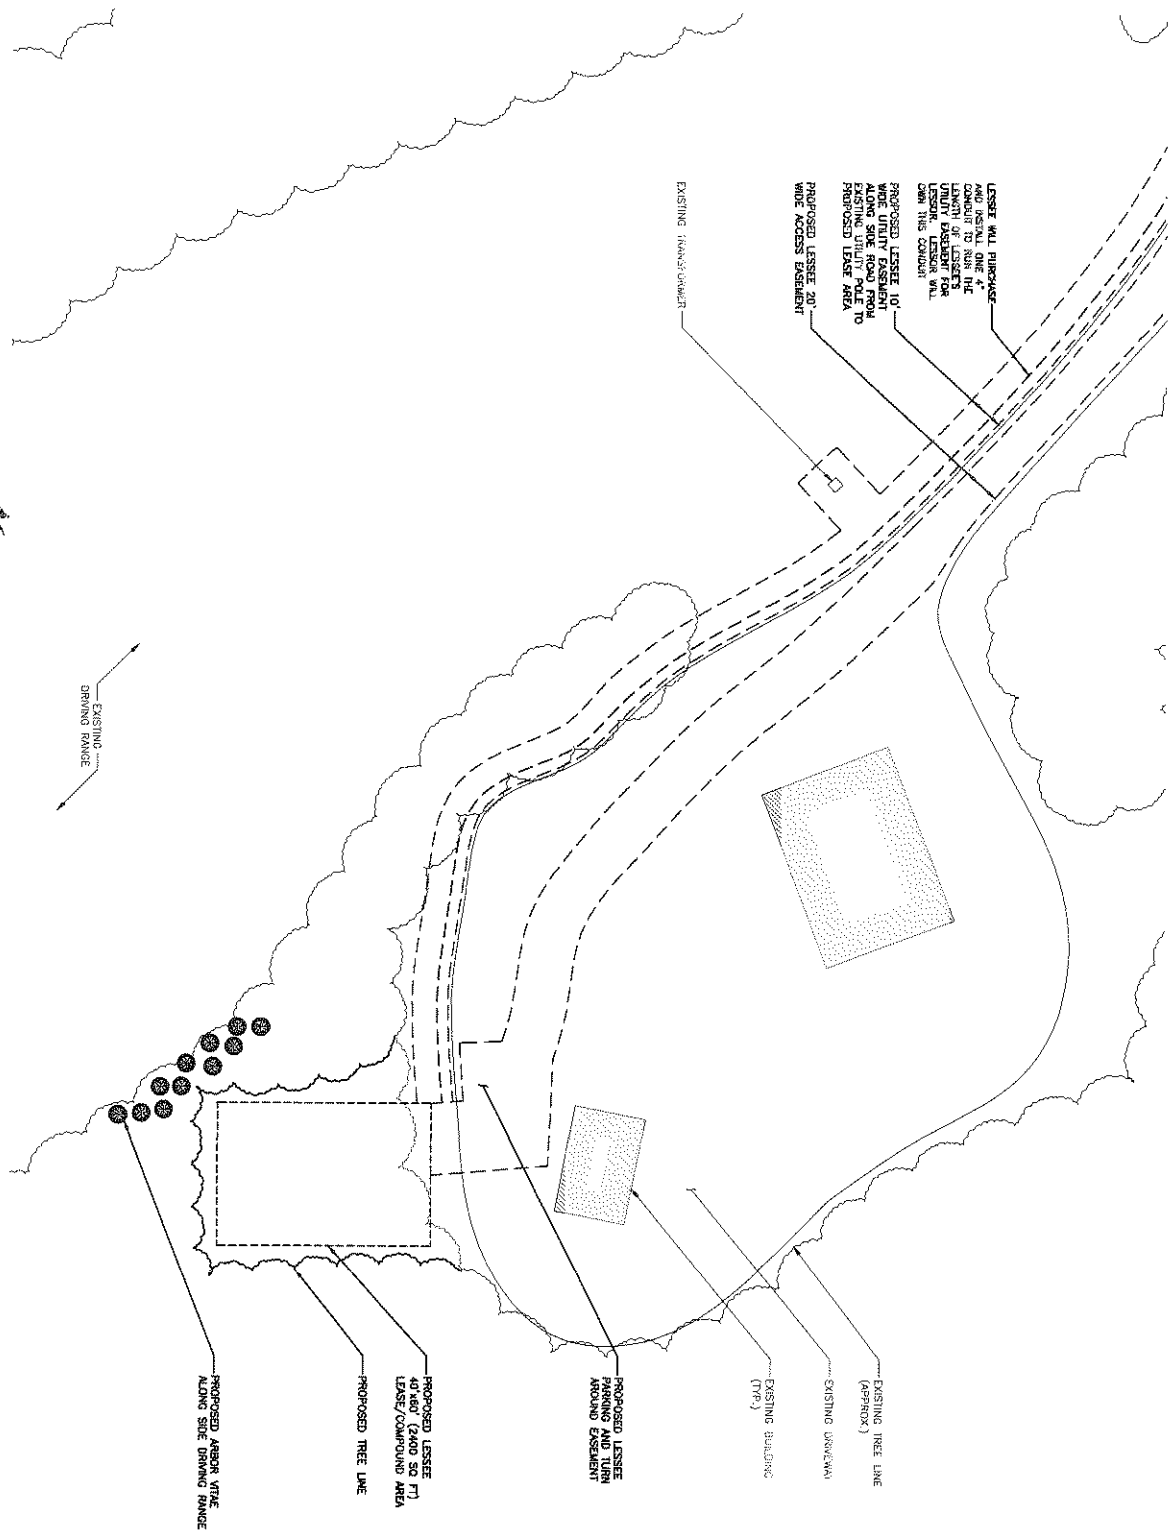 LESSEE WILL PURCHASE
AND INSTALL ONE 4"
CONDUIT TO RUN THE
LENGTH OF LESSEE'S
UTILITY EASEMENT FOR
LESSOR. LESSOR WILL
OWN THIS CONDUIT
PROPOSED LESSEE 10'
WIDE UTILITY EASEMENT
ALONG SIDE ROAD FROM
EXISTING UTILITY POLE TO
PROPOSED LEASE AREA
PROPOSED LESSEE 20'
WIDE ACCESS EASEMENT
EXISTING TRANSFORMER
EXISTING
DRIVING RANGE
EXISTING TREE LINE
(APPROX.)
EXISTING DRIVEWAY
EXISTING BUILDING
(TYP.)
PROPOSED LESSEE
PARKING AND TURN
AROUND EASEMENT
PROPOSED LESSEE
40'x60' (2400 SQ FT)
LEASE/COMPOUND AREA
PROPOSED TREE LINE
PROPOSED ARBOR VITAE
ALONG SIDE DRIVING RANGE